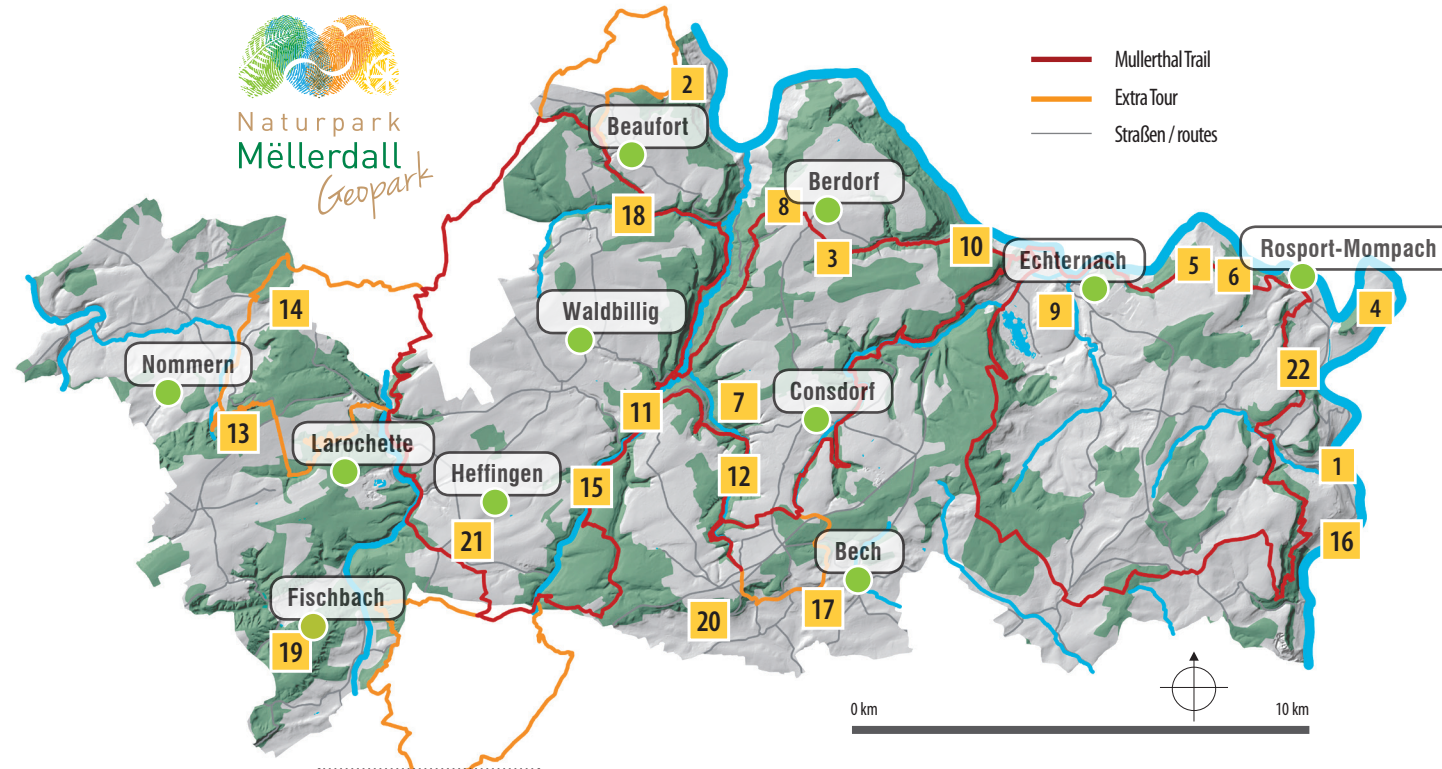 Naturpark
Mëllerdall
Geopark
Mullerthal Trail
Extra Tour
Straßen / routes
2
Beaufort
Berdorf
8
18
3
10
Echternach
5
6
Rosport-Mompach
4
9
14
Waldbillig
Nommern
22
13
11
7
Consdorf
Larochette
Heffingen
12
1
15
21
16
Bech
Fischbach
17
20
19
0 km
10 km